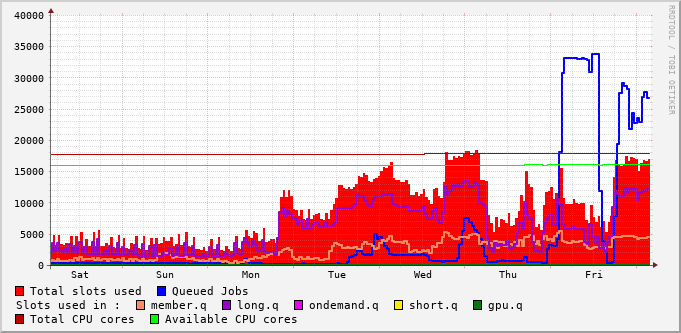 40000
35000
30000
25000
20000
15000
10000
5000
0
Sat Sun Mon Tue Wed Thu Fri
RRDTOOL / TOBI OETIKER
Total slots used Queued Jobs
Slots used in : member.q long.q ondemand.q short.q gpu.q
Total CPU cores Available CPU cores